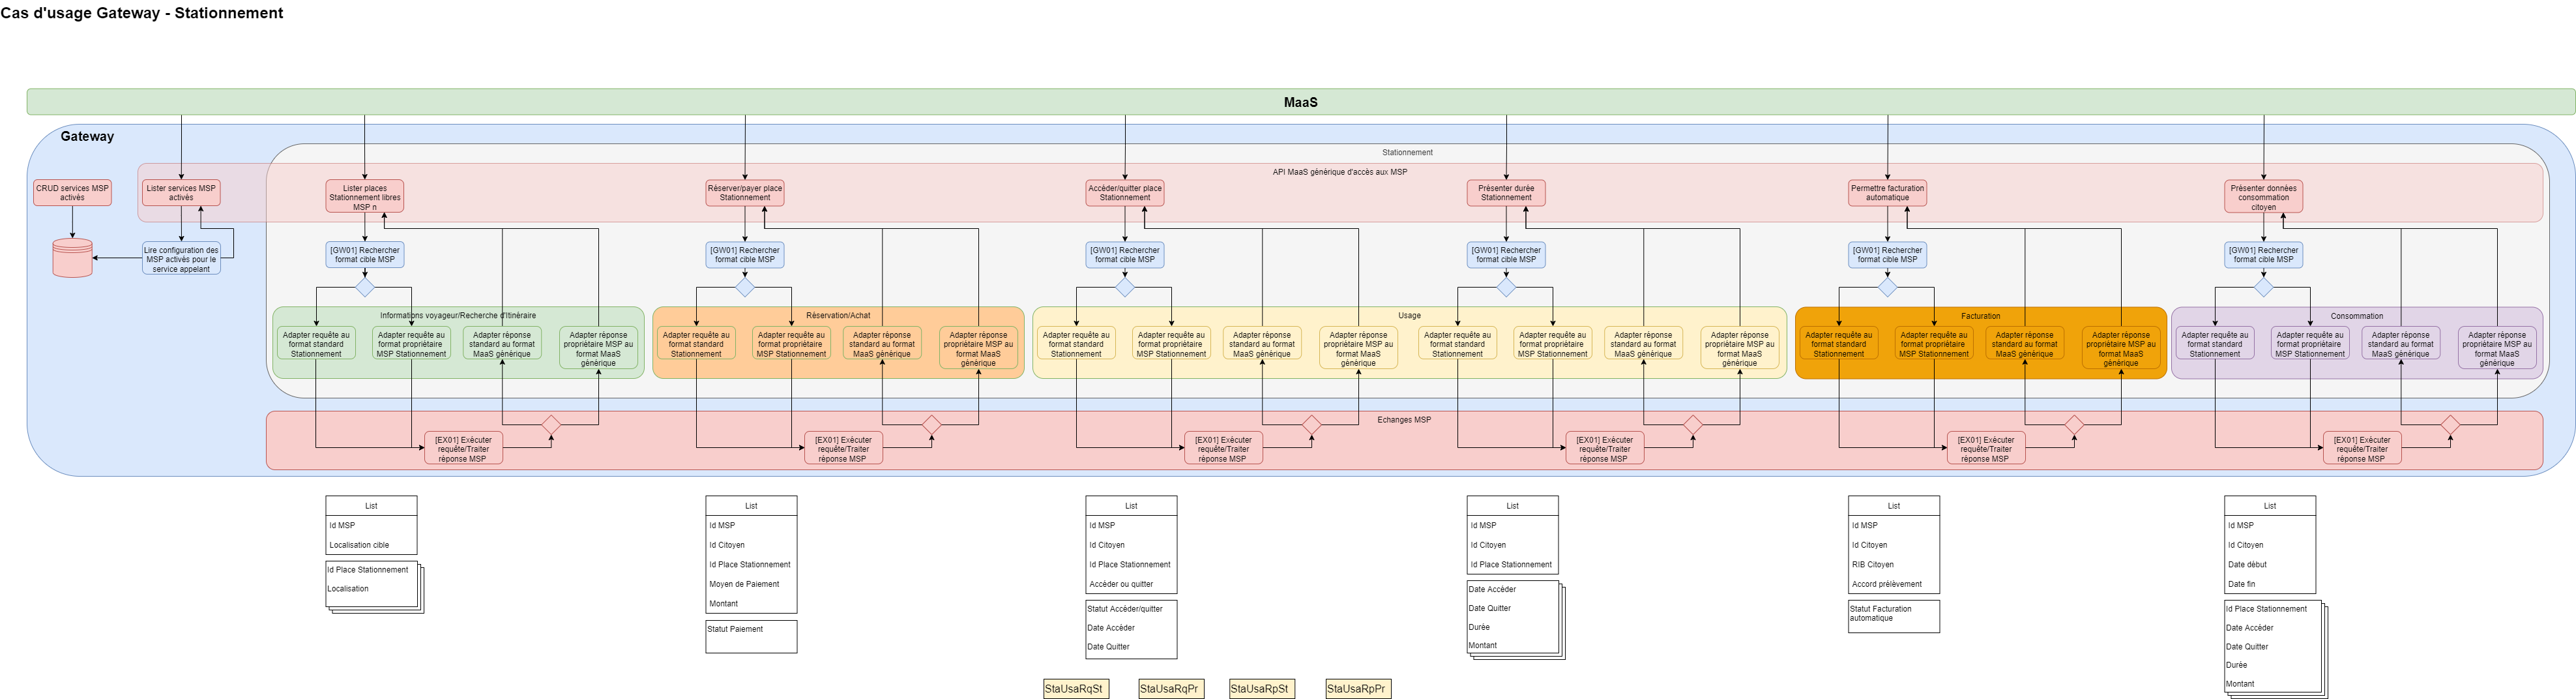 Cas d'usage Gateway - Stationnement
MaaS
Gateway
Stationnement
API MaaS générique d'accès aux MSP
CRUD services MSP
activés
Lister services MSP
activés
Lister places
Stationnement libres
MSP n
Réserver/payer place
Stationnement
Accéder/quitter place
Stationnement
Présenter durée
Stationnement
Permettre facturation
automatique
Présenter données
consommation
citoyen
Lire configuration des
MSP activés pour le
service appelant
[GW01] Rechercher
format cible MSP
[GW01] Rechercher
format cible MSP
[GW01] Rechercher
format cible MSP
[GW01] Rechercher
format cible MSP
[GW01] Rechercher
format cible MSP
[GW01] Rechercher
format cible MSP
Informations voyageur/Recherche d'Itinéraire
Adapter requête au
format standard
Stationnement
Adapter requête au
format propriétaire
MSP Stationnement
Adapter réponse
standard au format
MaaS générique
Adapter réponse
propriétaire MSP au
format MaaS
générique
Réservation/Achat
Adapter requête au
format standard
Stationnement
Adapter requête au
format propriétaire
MSP Stationnement
Adapter réponse
standard au format
MaaS générique
Adapter réponse
propriétaire MSP au
format MaaS
générique
Usage
Adapter requête au
format standard
Stationnement
Adapter requête au
format propriétaire
MSP Stationnement
Adapter réponse
standard au format
MaaS générique
Adapter réponse
propriétaire MSP au
format MaaS
générique
Adapter requête au
format standard
Stationnement
Adapter requête au
format propriétaire
MSP Stationnement
Adapter réponse
standard au format
MaaS générique
Adapter réponse
propriétaire MSP au
format MaaS
générique
Facturation
Adapter requête au
format standard
Stationnement
Adapter requête au
format propriétaire
MSP Stationnement
Adapter réponse
standard au format
MaaS générique
Adapter réponse
propriétaire MSP au
format MaaS
générique
Consommation
Adapter requête au
format standard
Stationnement
Adapter requête au
format propriétaire
MSP Stationnement
Adapter réponse
standard au format
MaaS générique
Adapter réponse
propriétaire MSP au
format MaaS
générique
Echanges MSP
[EX01] Exécuter
requête/Traiter
réponse MSP
[EX01] Exécuter
requête/Traiter
réponse MSP
[EX01] Exécuter
requête/Traiter
réponse MSP
[EX01] Exécuter
requête/Traiter
réponse MSP
[EX01] Exécuter
requête/Traiter
réponse MSP
[EX01] Exécuter
requête/Traiter
réponse MSP
List
Id MSP
Localisation cible
Id Place Stationnement
Localisation
List
Id MSP
Id Citoyen
Id Place Stationnement
Moyen de Paiement
Montant
Statut Paiement
List
Id MSP
Id Citoyen
Id Place Stationnement
Accéder ou quitter
Statut Accéder/quitter
Date Accéder
Date Quitter
List
Id MSP
Id Citoyen
Id Place Stationnement
Date Accéder
Date Quitter
Durée
Montant
List
Id MSP
Id Citoyen
RIB Citoyen
Accord prélèvement
Statut Facturation
automatique
List
Id MSP
Id Citoyen
Date début
Date fin
Id Place Stationnement
Date Accéder
Date Quitter
Durée
Montant
StaUsaRqSt
StaUsaRqPr
StaUsaRpSt
StaUsaRpPr